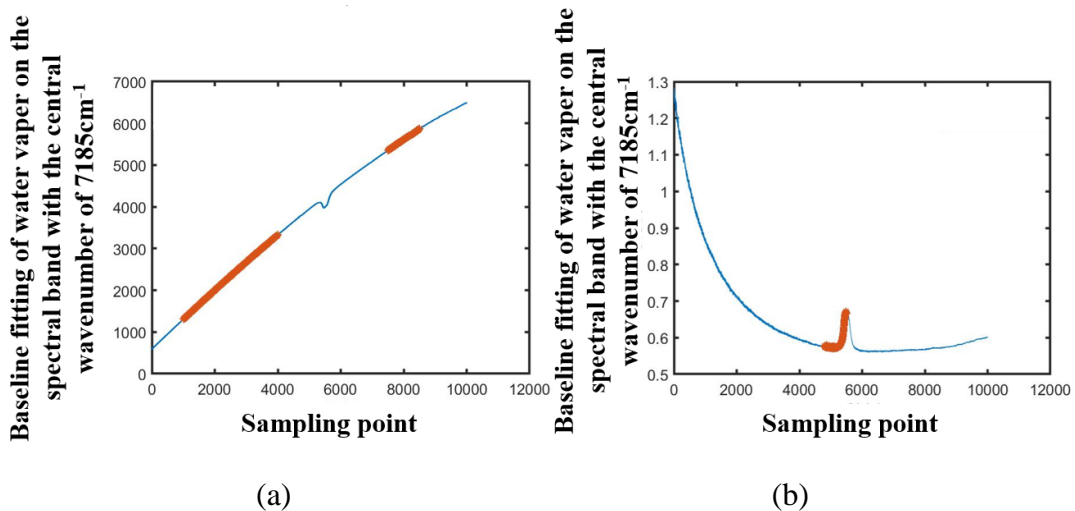 Baseline fitting of water vaper on the
spectral band with the central
wavenumber of 7185cm-1
7000
6000
5000
4000
3000
2000
1000
0
0 2000 4000 6000 8000 10000 12000
Sampling point
(a)
Baseline fitting of water vaper on the
spectral band with the central
wavenumber of 7185cm-1
1.3
1.2
1.1
1
0.9
0.8
0.7
0.6
0.5
0 2000 4000 6000 8000 10000 12000
Sampling point
(b)